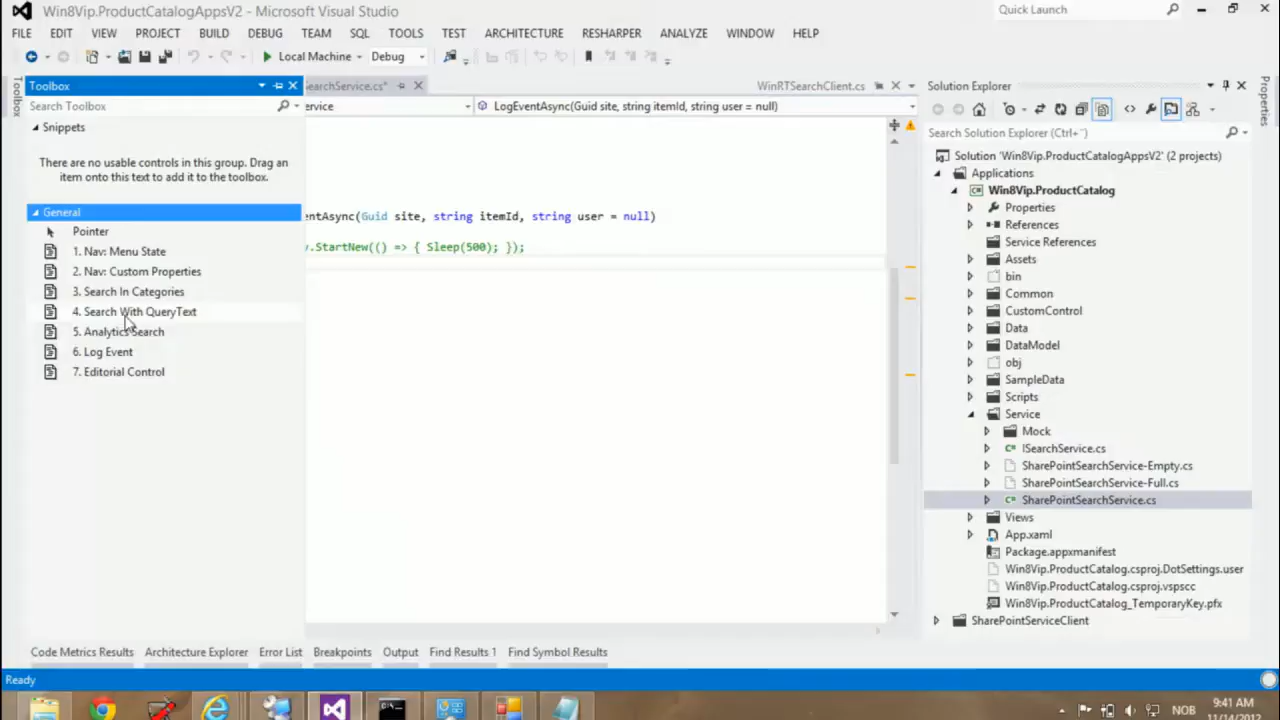 Win8Vip.ProductCatalogAppsV2 - Microsoft Visual Studio
Quick Launch
FILE EDIT VIEW PROJECT BUILD DEBUG TEAM SQL TOOLS TEST ARCHITECTURE RESHARPER ANALYZE WINDOW HELP
Local Machine Debug
Toolbox
Toolbox
earchService.cs*
WinRTSearchClient.cs
Solution Explorer
Properties
Search Toolbox
ervice
LogEventAsync(Guid site, string itemId, string user = null)
Snippets
There are no usable controls in this group. Drag an
item onto this text to add it to the toolbox.
General
Pointer
1. Nav: Menu State
2. Nav: Custom Properties
3. Search In Categories
4. Search With QueryText
5. Analytics Search
6. Log Event
7. Editorial Control
entAsync(Guid site, string itemId, string user = null)
y.StartNew(() => { Sleep(500); });
Search Solution Explorer (Ctrl+¨)
Solution 'Win8Vip.ProductCatalogAppsV2' (2 projects)
Applications
Win8Vip.ProductCatalog
Properties
References
Service References
Assets
bin
Common
CustomControl
Data
DataModel
obj
SampleData
Scripts
Service
Mock
ISearchService.cs
SharePointSearchService-Empty.cs
SharePointSearchService-Full.cs
SharePointSearchService.cs
Views
App.xaml
Package.appxmanifest
Win8Vip.ProductCatalog.csproj.DotSettings.user
Win8Vip.ProductCatalog.csproj.vspscc
Win8Vip.ProductCatalog_TemporaryKey.pfx
SharePointServiceClient
Code Metrics Results Architecture Explorer Error List Breakpoints Output Find Results 1 Find Symbol Results
Ready
NOB
9:41 AM
11/14/2012